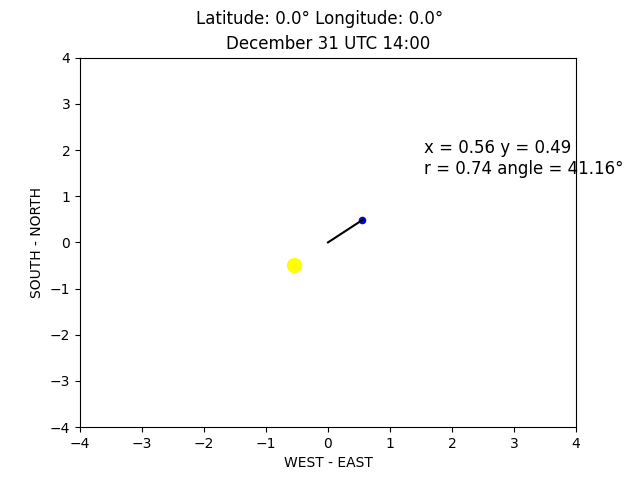 Latitude: 0.0° Longitude: 0.0°
December 31 UTC 14:00
4
3
2
1
0
−1
−2
−3
−4
SOUTH - NORTH
x = 0.56 y = 0.49
r = 0.74 angle = 41.16°
−4 −3 −2 −1 0 1 2 3 4
WEST - EAST